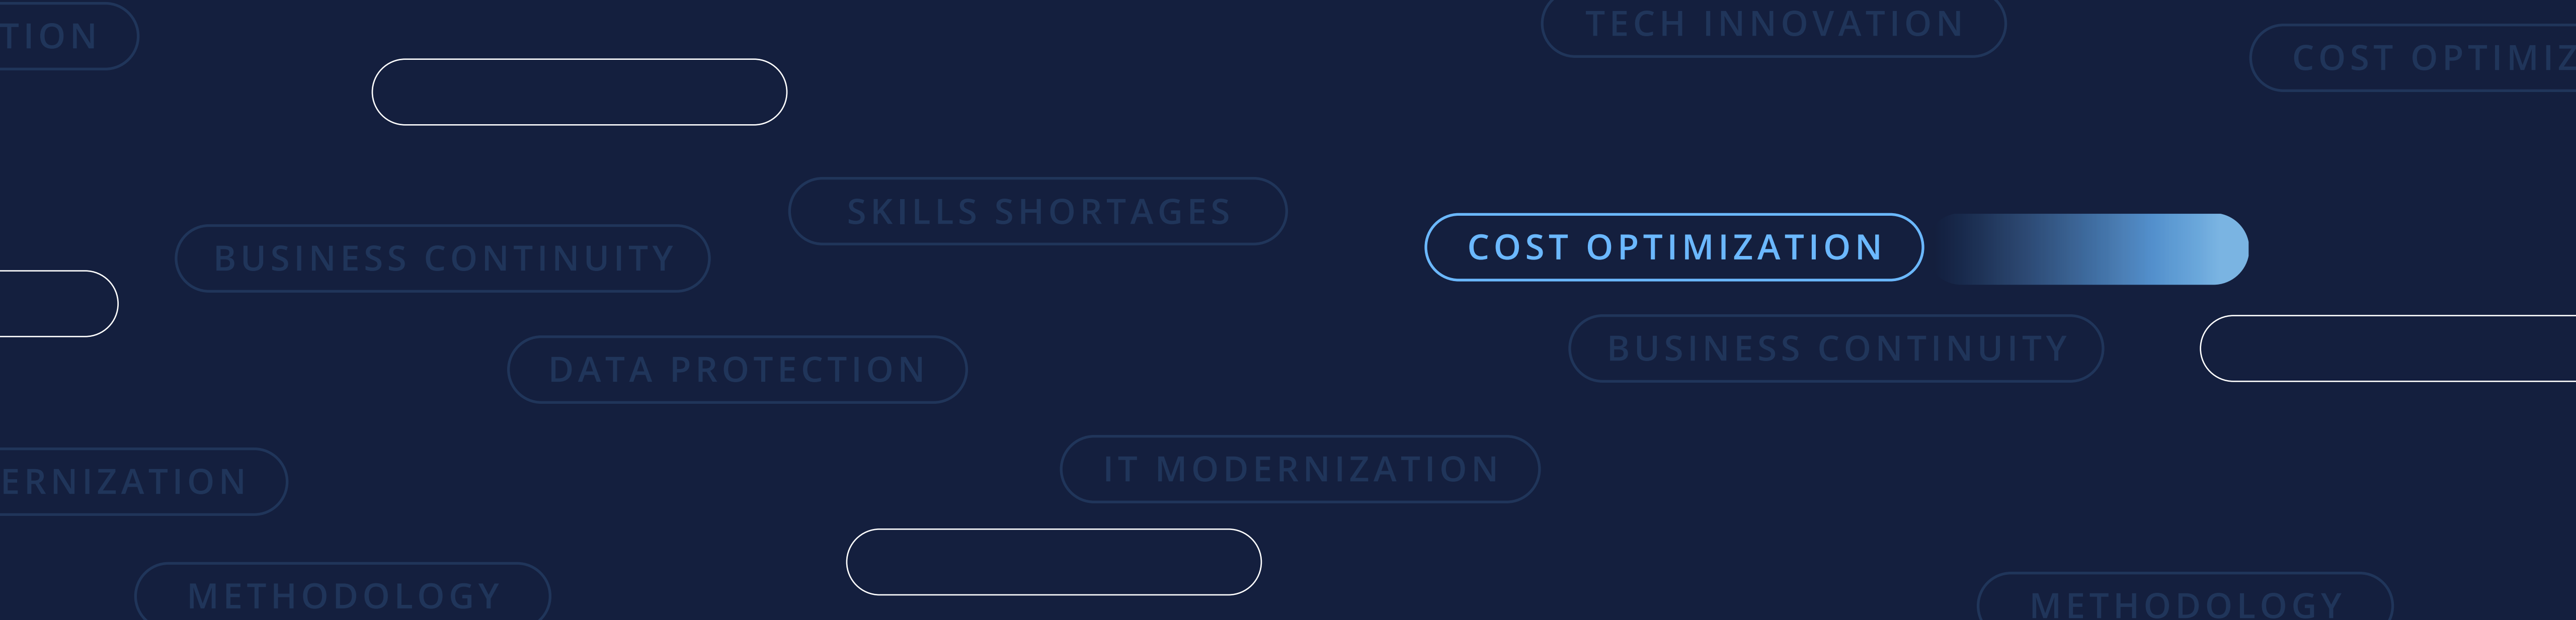 TION
TECH INNOVATION
COST OPTIMIZ
SKILLS SHORTAGES
BUSINESS CONTINUITY
COST OPTIMIZATION
BUSINESS CONTINUITY
DATA PROTECTION
IT MODERNIZATION
ERNIZATION
METHODOLOGY
METHODOLOGY